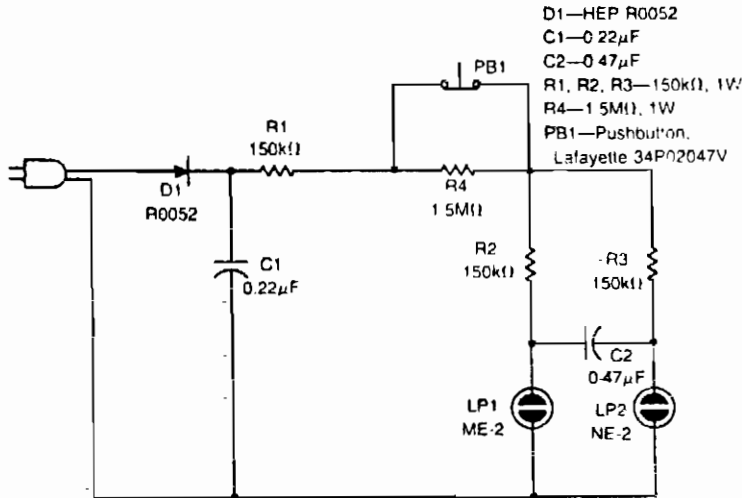 D1—HEP R0052
C1—0 22µF
C2—0 47µF
R1, R2, R3—150kΩ, 1W
R4—1 5MΩ, 1W
PB1—Pushbutton,
Lafayette 34P02047V
PB1
R1
150kΩ
D1
R0052
R4
1 5MΩ
C1
0.22µF
R2
150kΩ
R3
150kΩ
C2
0.47µF
LP1
ME-2
LP2
NE-2